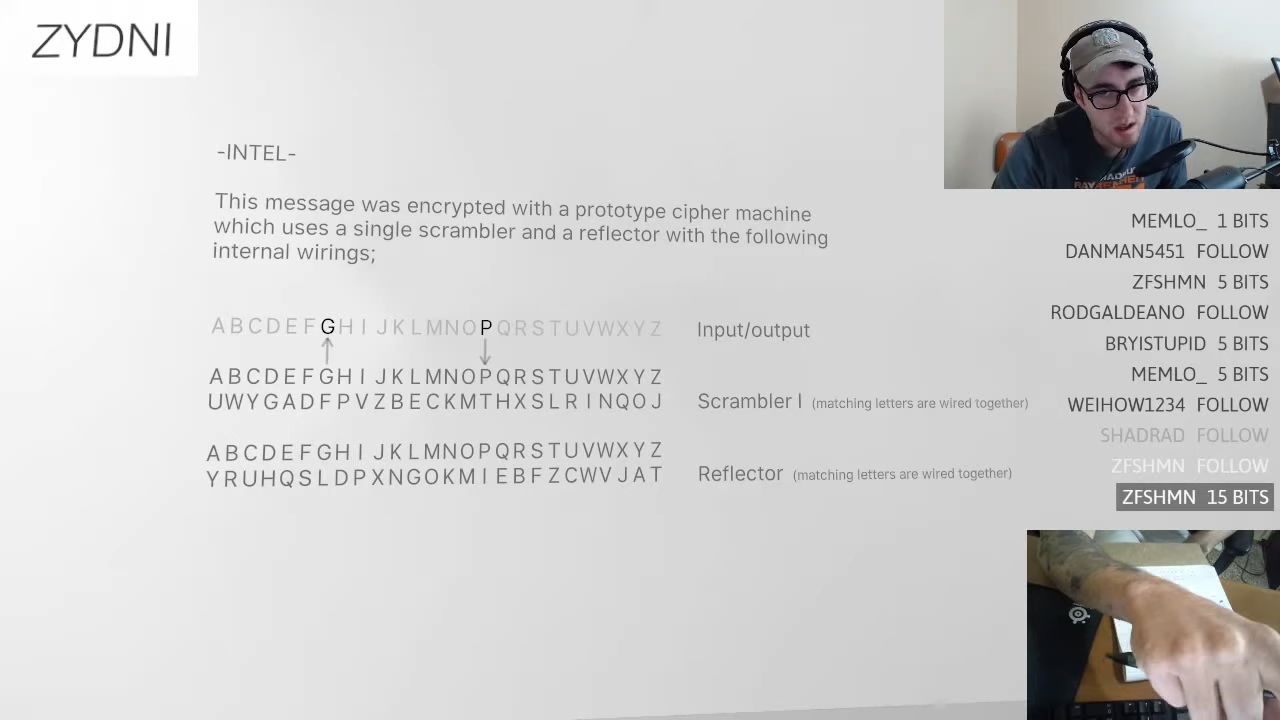 ZYDNI
-INTEL-
This message was encrypted with a prototype cipher machine
which uses a single scrambler and a reflector with the following
internal wirings;
A B C D E F G H I J K L M N O P Q R S T U V W X Y Z Input/output
A B C D E F G H I J K L M N O P Q R S T U V W X Y Z
U W Y G A D F P V Z B E C K M T H X S L R I N Q O J Scrambler I (matching letters are wired together)
A B C D E F G H I J K L M N O P Q R S T U V W X Y Z
Y R U H Q S L D P X N G O K M I E B F Z C W V J A T Reflector (matching letters are wired together)
MEMLO_ 1 BITS
DANMAN5451 FOLLOW
ZFSHMN 5 BITS
RODGALDEANO FOLLOW
BRYISTUPID 5 BITS
MEMLO_ 5 BITS
WEIHOW1234 FOLLOW
SHADRAD FOLLOW
ZFSHMN FOLLOW
ZFSHMN 15 BITS